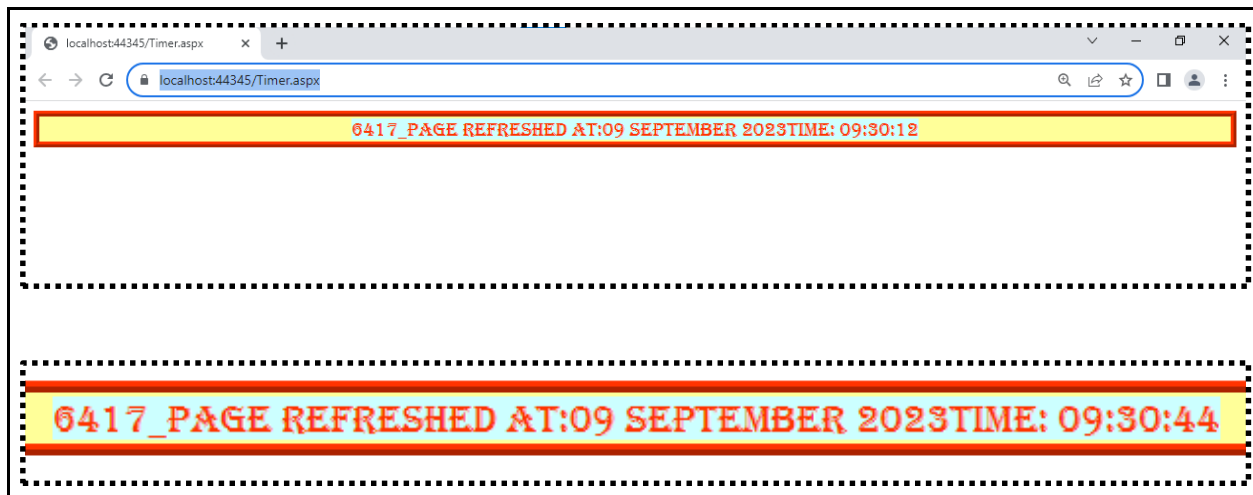 localhost:44345/Timer.aspx
localhost:44345/Timer.aspx
6417_PAGE REFRESHED AT:09 SEPTEMBER 2023TIME: 09:30:12
6417_PAGE REFRESHED AT:09 SEPTEMBER 2023TIME: 09:30:44